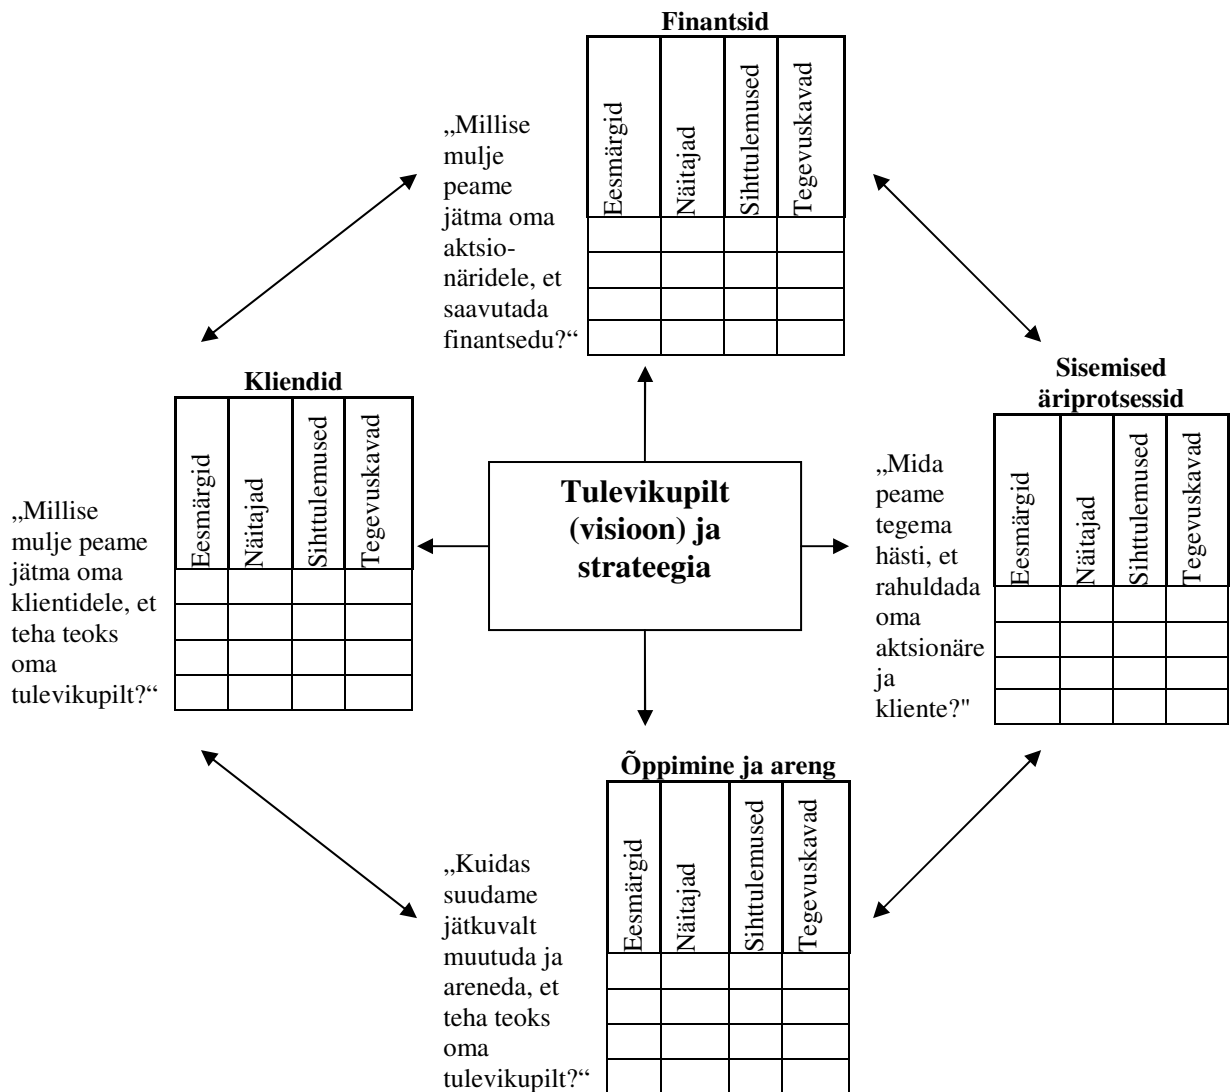 Finantsid
„Millise
mulje
peame
jätma oma
aktsio-
näridele, et
saavutada
finantsedu?“
Eesmärgid
Näitajad
Sihttulemused
Tegevuskavad
Kliendid
„Millise
mulje peame
jätma oma
klientidele, et
teha teoks
oma
tulevikupilt?“
Eesmärgid
Näitajad
Sihttulemused
Tegevuskavad
Tulevikupilt
(visioon) ja
strateegia
Sisemised
äriprotsessid
„Mida
peame
tegema
hästi, et
rahuldada
oma
aktsionäre
ja
kliente?"
Eesmärgid
Näitajad
Sihttulemused
Tegevuskavad
Õppimine ja areng
„Kuidas
suudame
jätkuvalt
muutuda ja
areneda, et
teha teoks
oma
tulevikupilt?“
Eesmärgid
Näitajad
Sihttulemused
Tegevuskavad